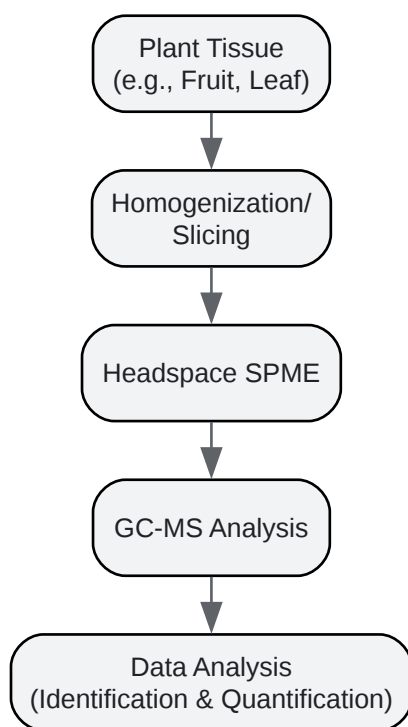 Plant Tissue
(e.g., Fruit, Leaf)
Homogenization/
Slicing
Headspace SPME
GC-MS Analysis
Data Analysis
(Identification & Quantification)